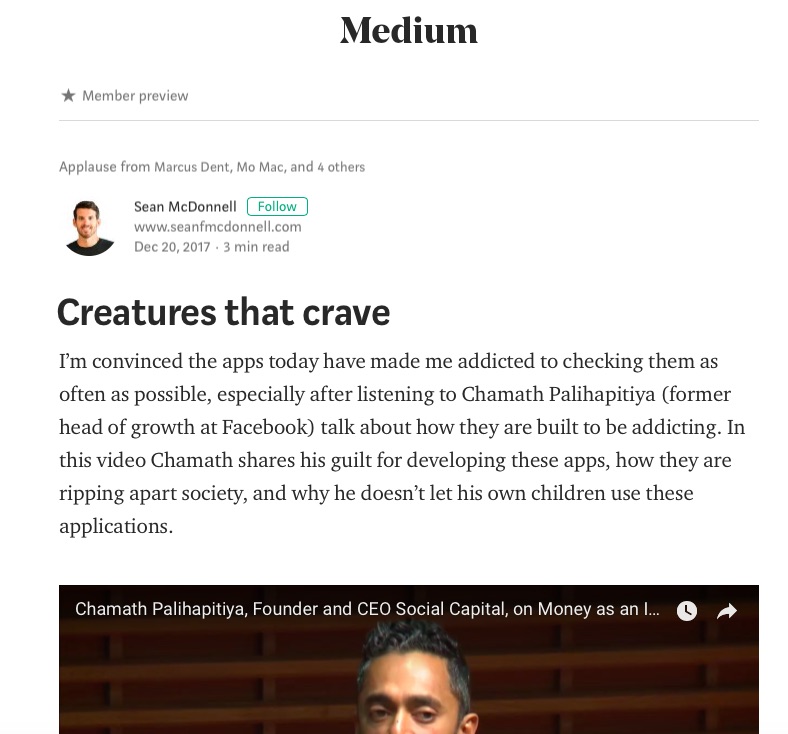 Medium
★ Member preview
Applause from Marcus Dent, Mo Mac, and 4 others
Sean McDonnell Follow
www.seanfmcdonnell.com
Dec 20, 2017 · 3 min read
Creatures that crave
I’m convinced the apps today have made me addicted to checking them as
often as possible, especially after listening to Chamath Palihapitiya (former
head of growth at Facebook) talk about how they are built to be addicting. In
this video Chamath shares his guilt for developing these apps, how they are
ripping apart society, and why he doesn’t let his own children use these
applications.
Chamath Palihapitiya, Founder and CEO Social Capital, on Money as an I...